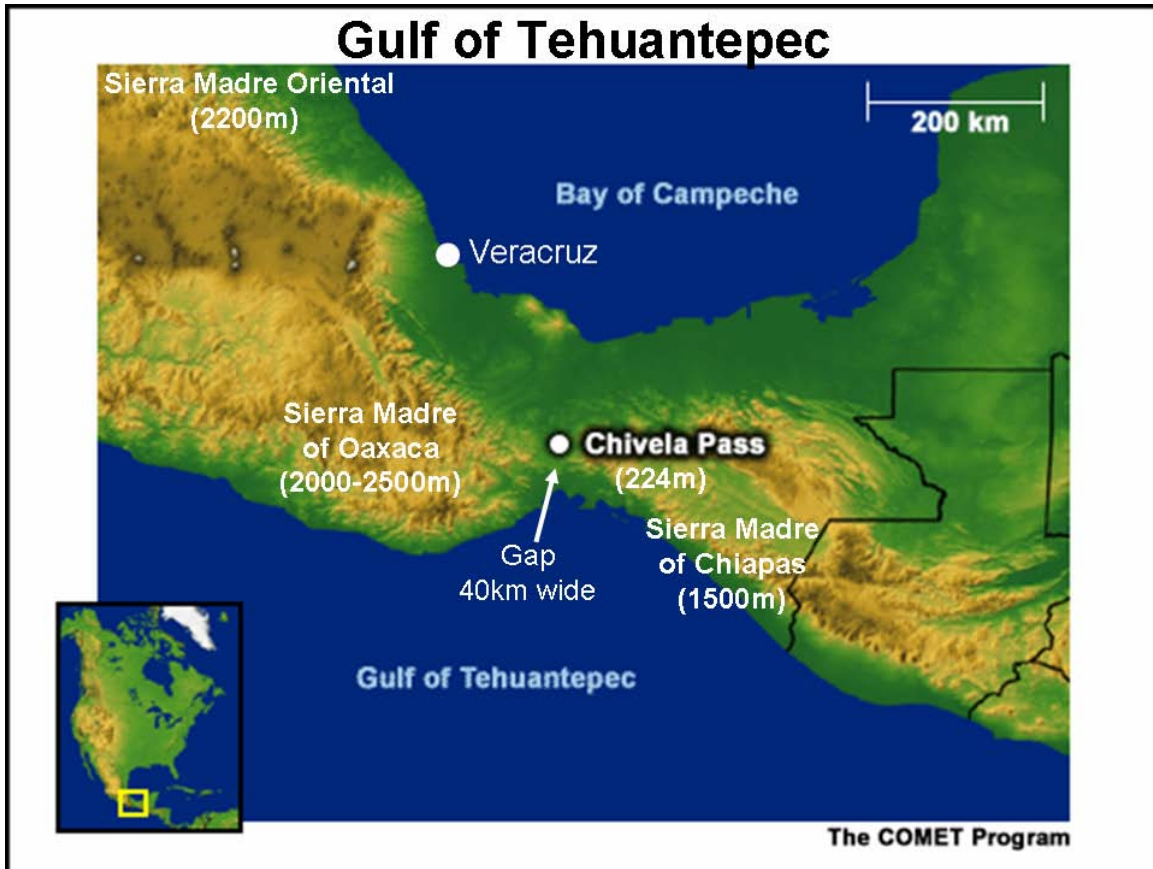 Gulf of Tehuantepec
Sierra Madre Oriental
(2200m)
200 km
Bay of Campeche
Veracruz
Sierra Madre
of Oaxaca
(2000-2500m)
Chivela Pass
(224m)
Gap
40km wide
Sierra Madre
of Chiapas
(1500m)
Gulf of Tehuantepec
The COMET Program